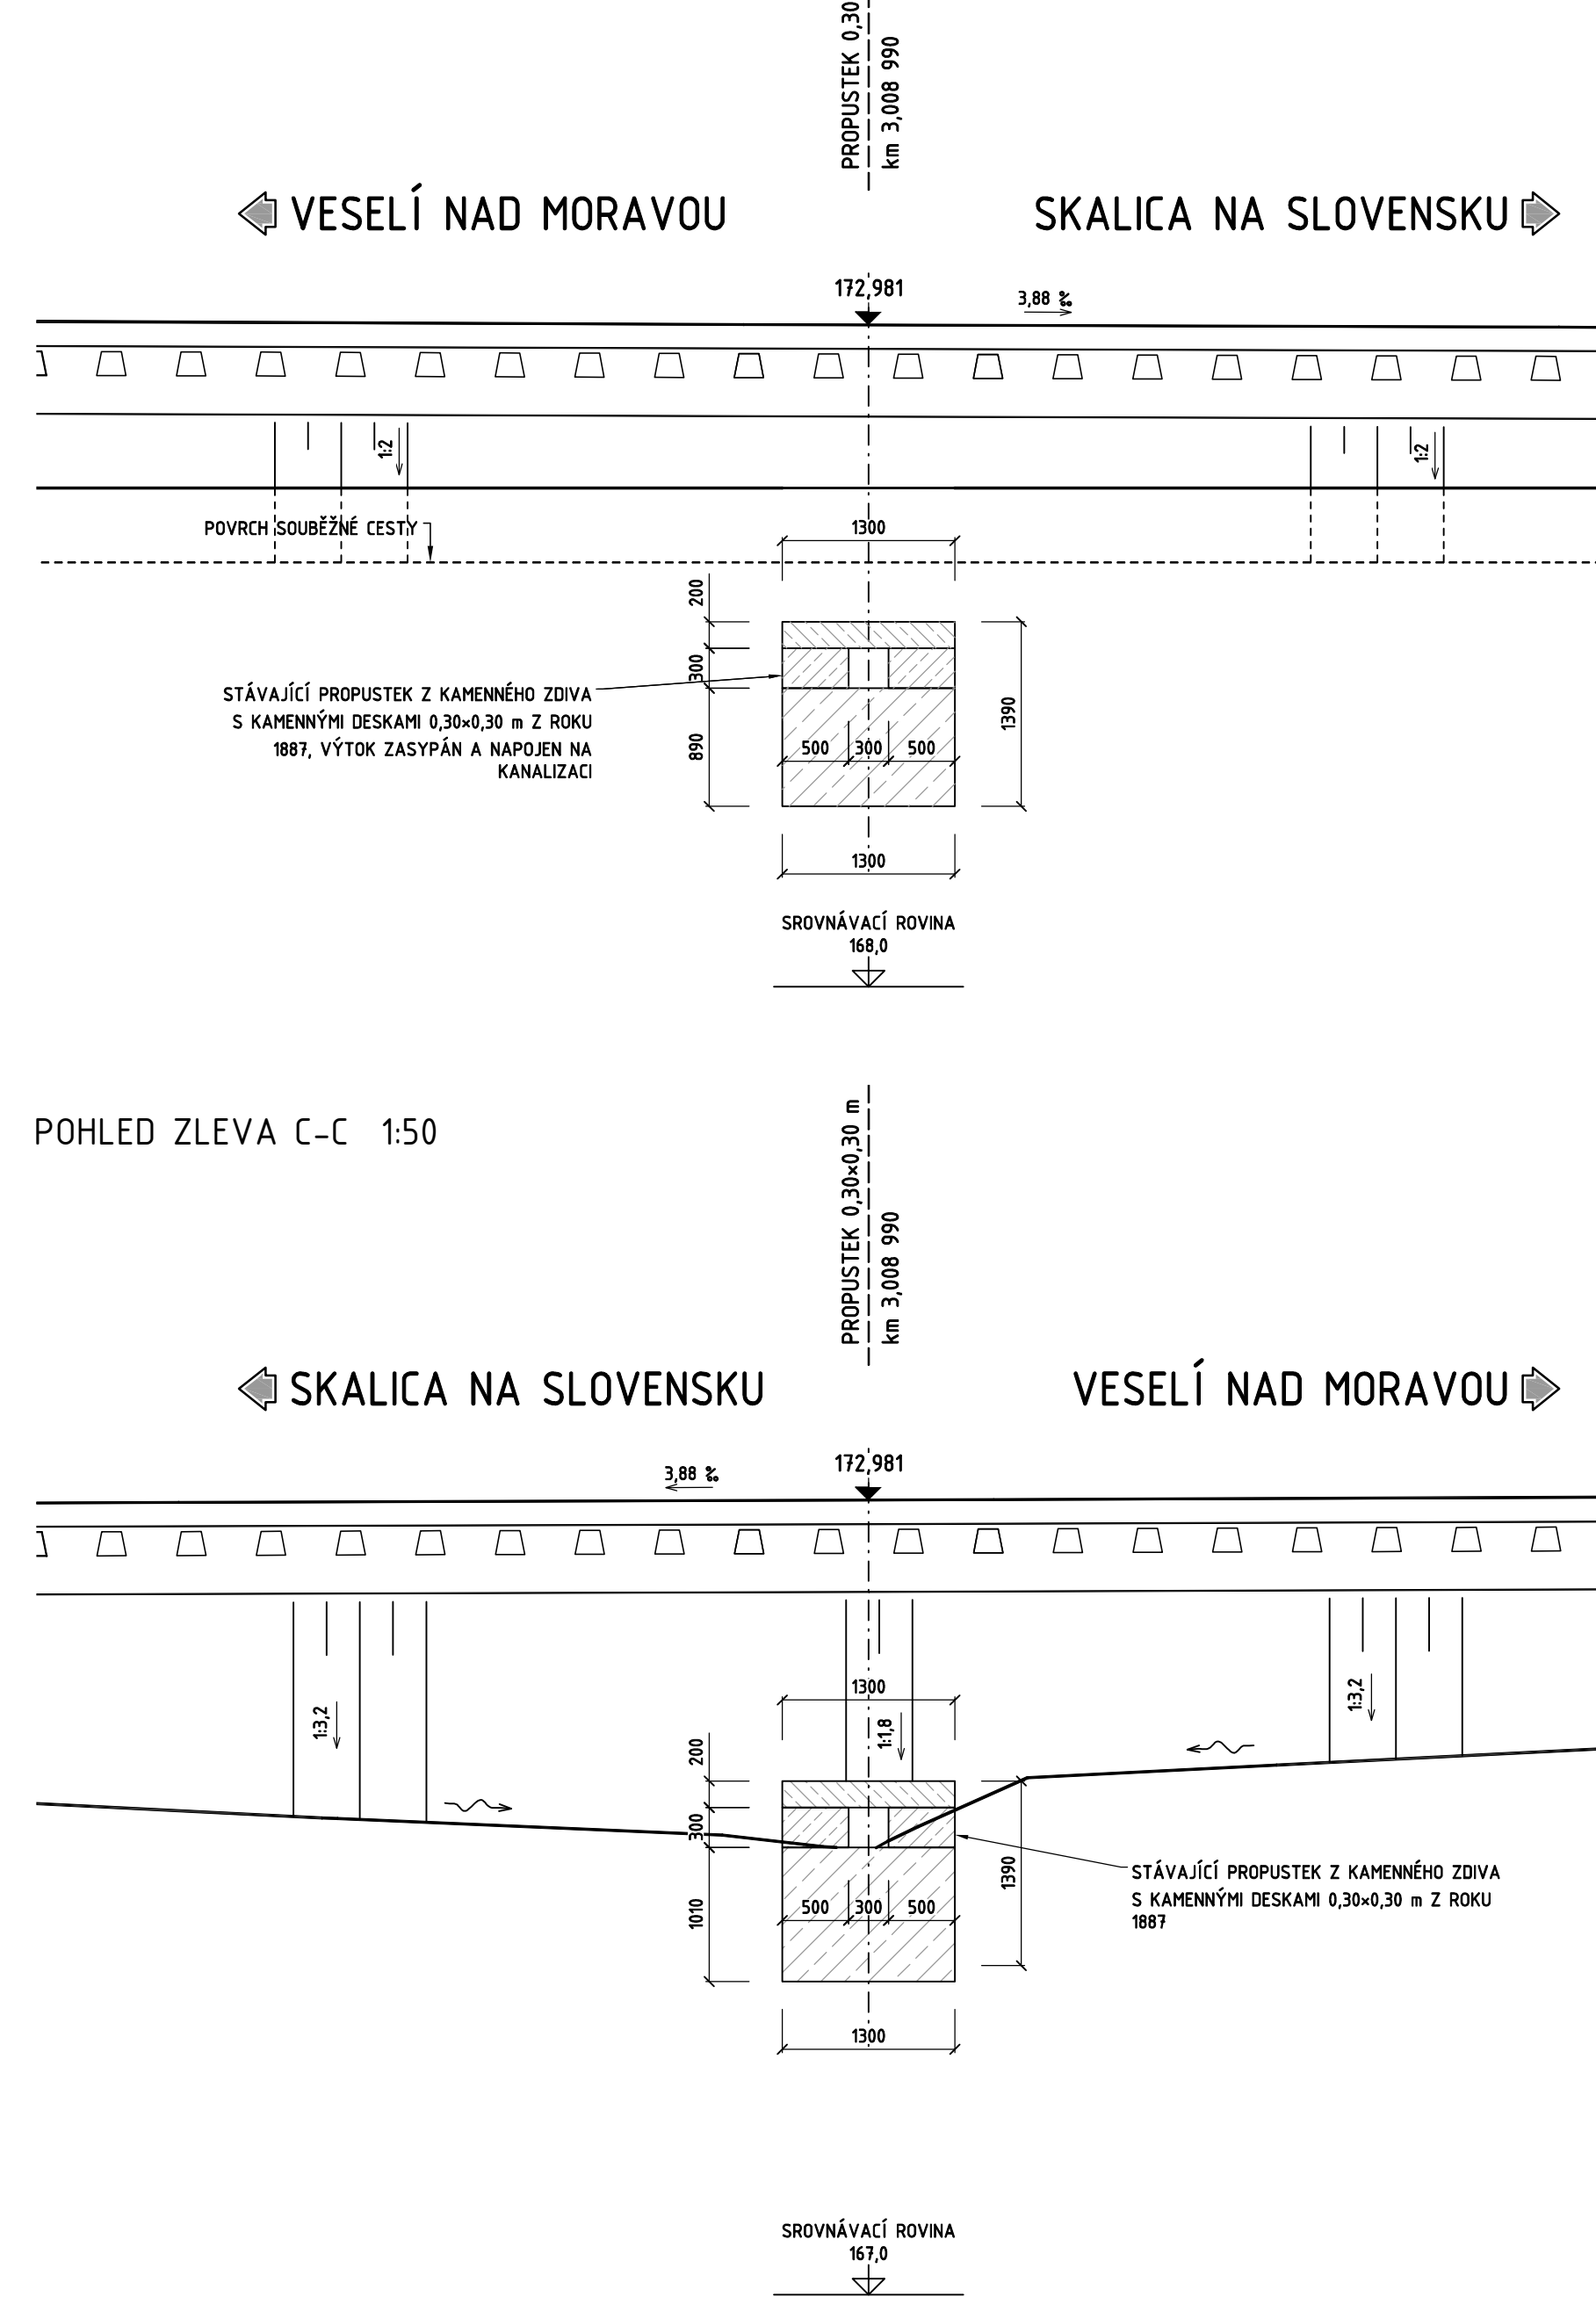 PROPUSTEK 0,30
km 3,008 990
VESELÍ NAD MORAVOU
SKALICA NA SLOVENSKU
172,981
3,88 ‰
1:2
1:2
POVRCH SOUBĚŽNÉ CESTY
1300
200
300
890
1390
STÁVAJÍCÍ PROPUSTEK Z KAMENNÉHO ZDIVA
S KAMENNÝMI DESKAMI 0,30×0,30 m Z ROKU
1887, VÝTOK ZASYPÁN A NAPOJEN NA
KANALIZACI
500 300 500
1300
SROVNÁVACÍ ROVINA
168,0
POHLED ZLEVA C-C 1:50
PROPUSTEK 0,30×0,30 m
km 3,008 990
SKALICA NA SLOVENSKU
VESELÍ NAD MORAVOU
172,981
3,88 ‰
1:3,2
1:1,8
1:3,2
1300
200
300
1010
1390
500 300 500
STÁVAJÍCÍ PROPUSTEK Z KAMENNÉHO ZDIVA
S KAMENNÝMI DESKAMI 0,30×0,30 m Z ROKU
1887
1300
SROVNÁVACÍ ROVINA
167,0